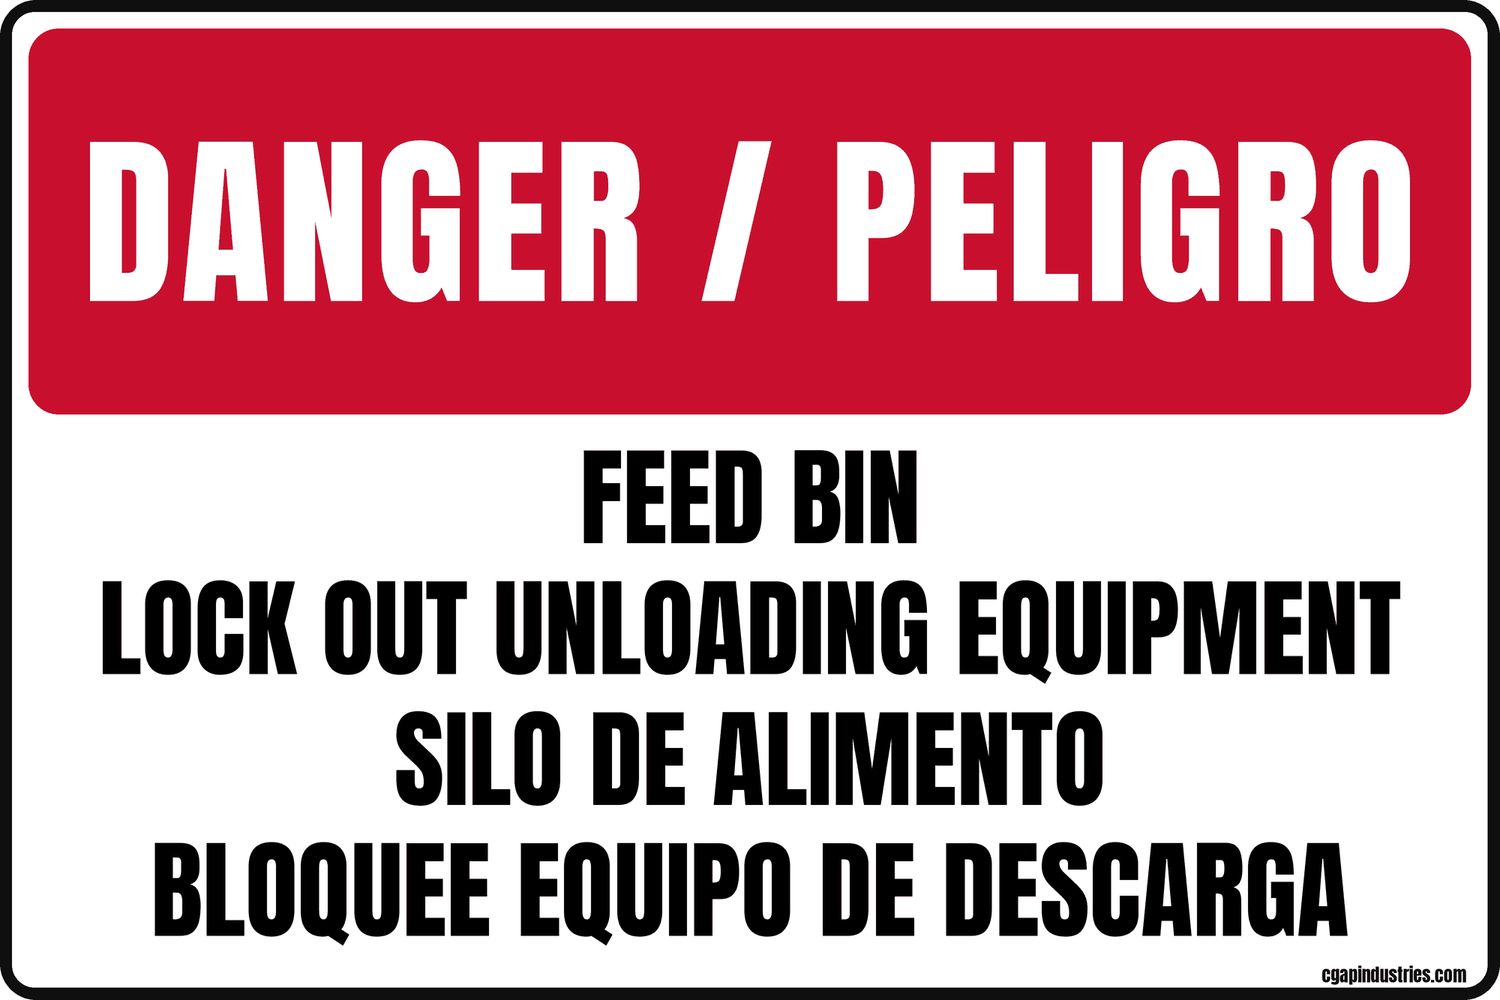 DANGER / PELIGRO
FEED BIN
LOCK OUT UNLOADING EQUIPMENT
SILO DE ALIMENTO
BLOQUEE EQUIPO DE DESCARGA
cgapindustries.com